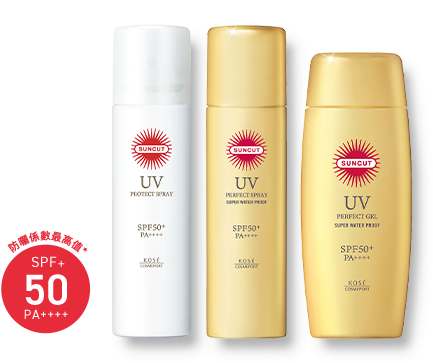 防曬係數最高值*
SPF+
50
PA++++
SUNCUT
UV
PROTECT SPRAY
SPF50+
PA++++
KOSÉ
COSMEPORT
SUNCUT
UV
PERFECT SPRAY
SUPER WATER PROOF
SPF50+
PA++++
KOSÉ
COSMEPORT
SUNCUT
UV
PERFECT GEL
SUPER WATER PROOF
SPF50+
PA++++
KOSÉ
COSMEPORT